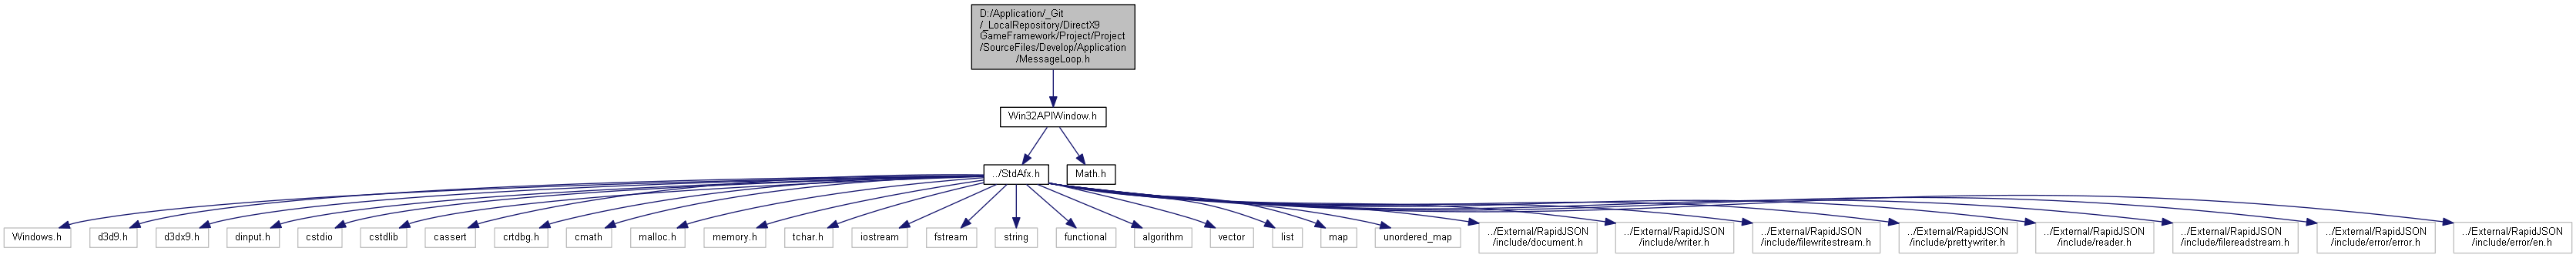 D:/Application/_Git
/_LocalRepository/DirectX9
GameFramework/Project/Project
/SourceFiles/Develop/Application
/MessageLoop.h
Win32APIWindow.h
../StdAfx.h
Math.h
Windows.h
d3d9.h
d3dx9.h
dinput.h
cstdio
cstdlib
cassert
crtdbg.h
cmath
malloc.h
memory.h
tchar.h
iostream
fstream
string
functional
algorithm
vector
list
map
unordered_map
../External/RapidJSON
/include/document.h
../External/RapidJSON
/include/writer.h
../External/RapidJSON
/include/filewritestream.h
../External/RapidJSON
/include/prettywriter.h
../External/RapidJSON
/include/reader.h
../External/RapidJSON
/include/filereadstream.h
../External/RapidJSON
/include/error/error.h
../External/RapidJSON
/include/error/en.h